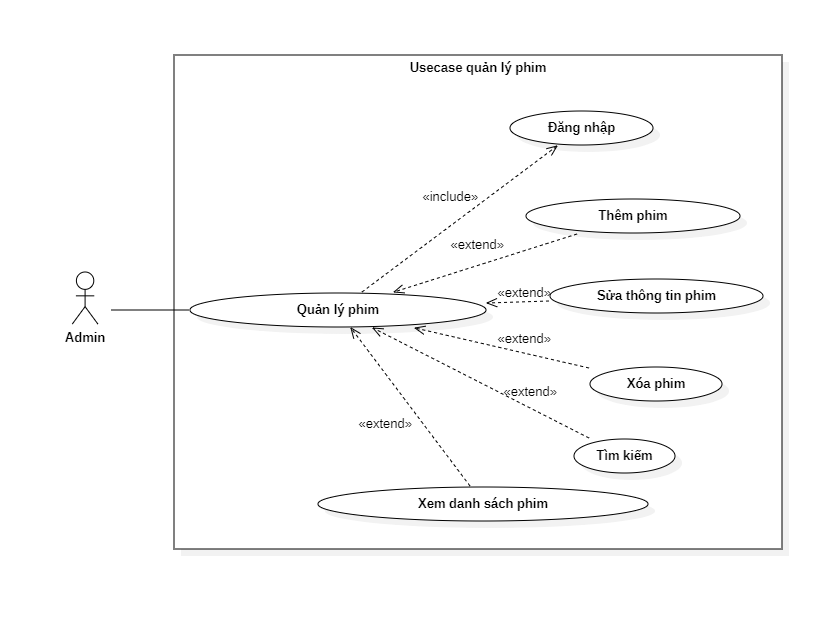 Usecase quản lý phim
Đăng nhập
«include»
Thêm phim
«extend»
«extend»
Sửa thông tin phim
Quản lý phim
Admin
«extend»
Xóa phim
«extend»
«extend»
Tìm kiếm
Xem danh sách phim